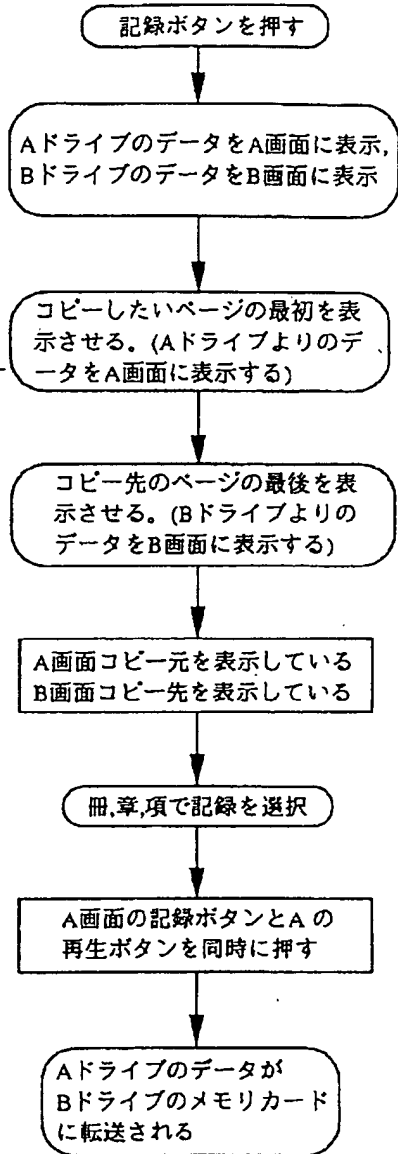 記録ボタンを押す
Aドライブのデータを A画面に表示,
Bドライブのデータを B画面に表示
コピーしたいページの最初を表
示させる。(Aドライブよりのデ
ータをA画面に表示する)
コピー先のページの最後を表
示させる。(Bドライブよりの
データをB画面に表示する)
A画面コピー元を表示している
B画面コピー先を表示している
冊,章,項で記録を選択
A画面の記録ボタンとA の
再生ボタンを同時に押す
Aドライブのデータが
Bドライブのメモリカード
に転送される